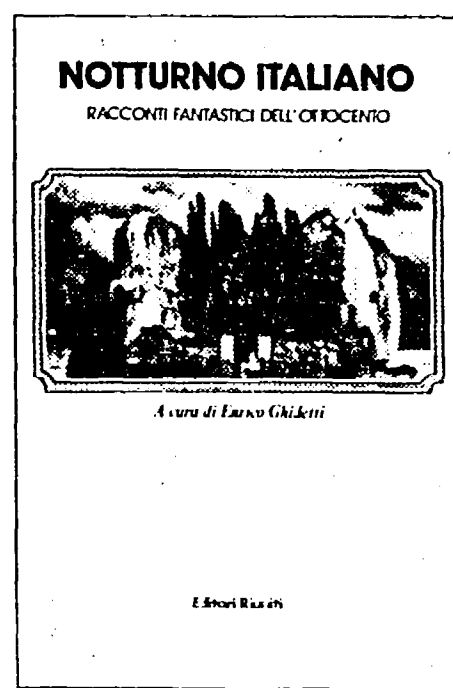 NOTTURNO ITALIANO
RACCONTI FANTASTICI DELL'OTTOCENTO
A cura di Enrico Ghidetti
Editori Riuniti